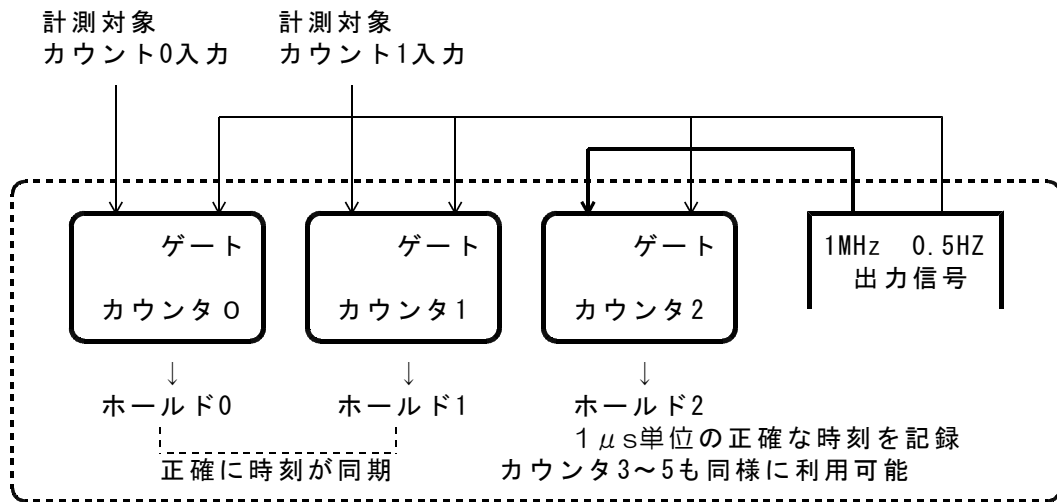 計測対象
カウント0入力
計測対象
カウント1入力
ゲート
カウンタ０
ゲート
カウンタ1
ゲート
カウンタ2
1MHz 0.5HZ
出力信号
↓
ホールド0
↓
ホールド1
↓
ホールド2
1μs単位の正確な時刻を記録
正確に時刻が同期
カウンタ3～5も同様に利用可能